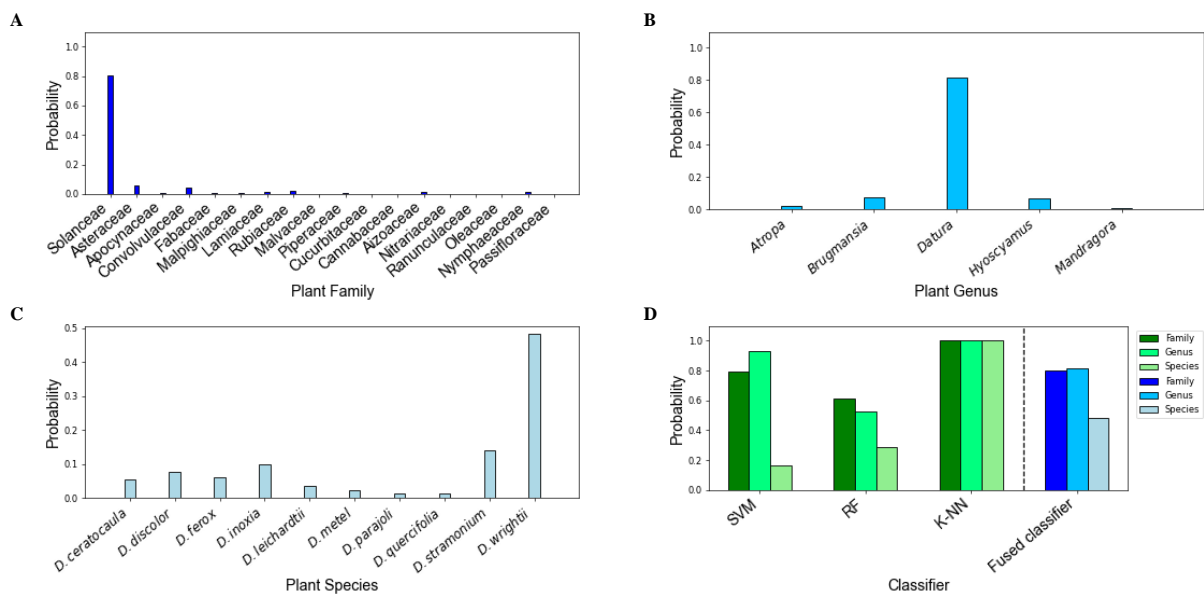 A
Probability
1.0
0.8
0.6
0.4
0.2
0.0
Solanceae
Asteraceae
Apocynaceae
Convolvulaceae
Fabaceae
Malpighiaceae
Lamiaceae
Rubiaceae
Malvaceae
Piperaceae
Cucurbitaceae
Cannabaceae
Aizoaceae
Nitrariaceae
Ranunculaceae
Oleaceae
Nymphaeaceae
Passifloraceae
Plant Family
B
Probability
1.0
0.8
0.6
0.4
0.2
0.0
Atropa
Brugmansia
Datura
Hyoscyamus
Mandragora
Plant Genus
C
Probability
0.5
0.4
0.3
0.2
0.1
0.0
D. ceratocaula
D. discolor
D. ferox
D. inoxia
D. leichardtii
D. metel
D. parajoli
D. quercifolia
D. stramonium
D. wrightii
Plant Species
D
Probability
1.0
0.8
0.6
0.4
0.2
0.0
SVM
RF
K-NN
Fused classifier
Classifier
Family
Genus
Species
Family
Genus
Species